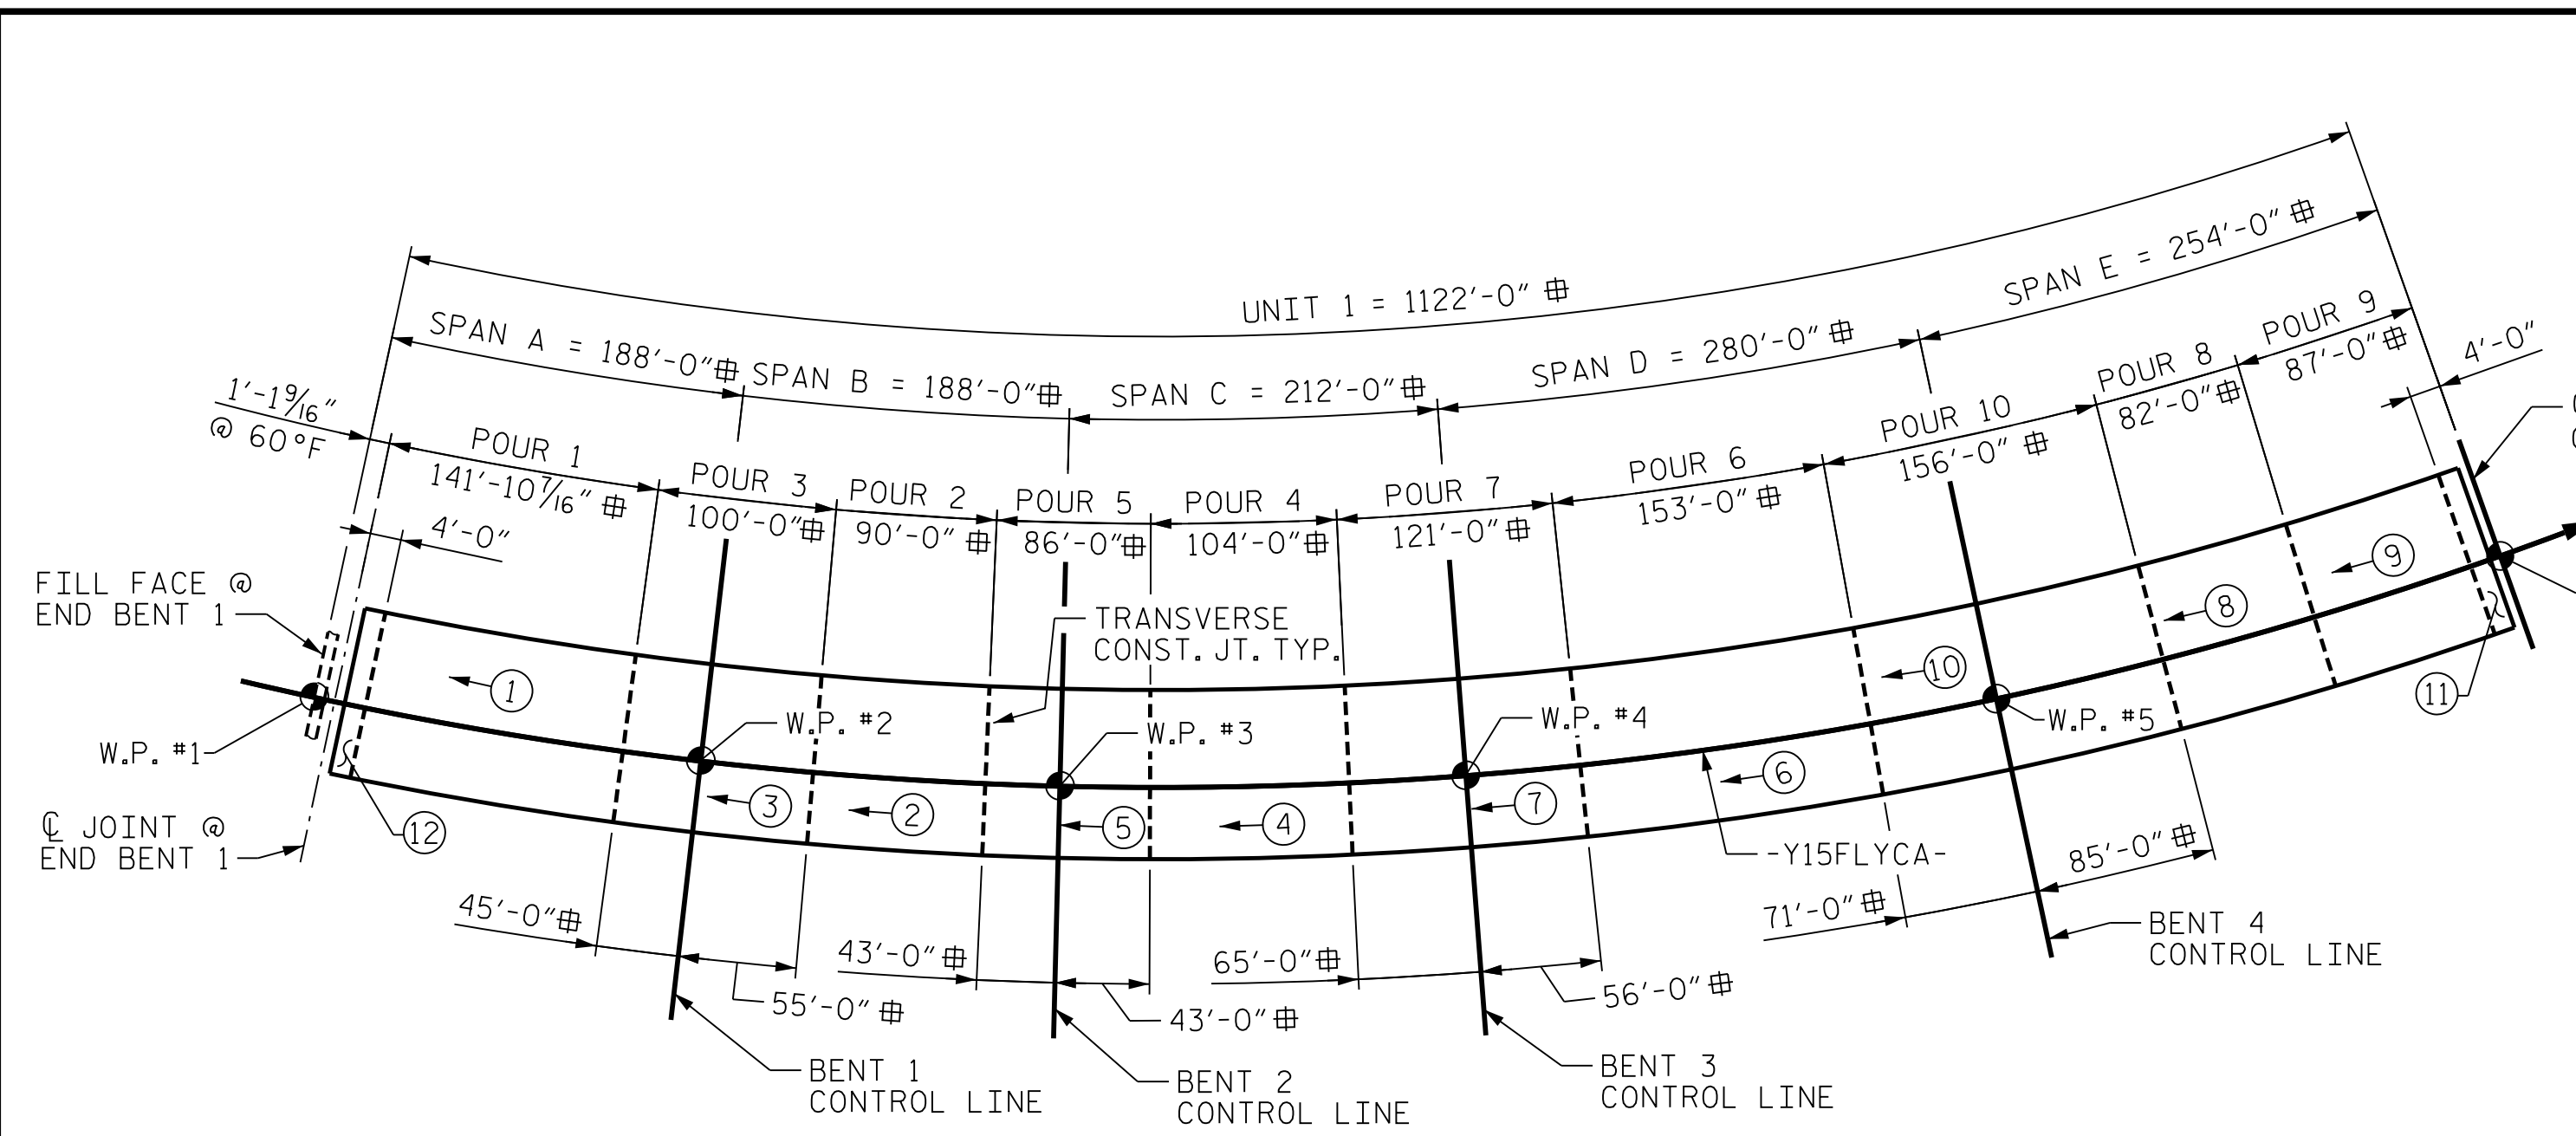 UNIT 1 = 1122'-0"
SPAN A = 188'-0"
SPAN B = 188'-0"
SPAN C = 212'-0"
SPAN D = 280'-0"
SPAN E = 254'-0"
1'-1 9/16"
@ 60°F
POUR 1
141'-10 7/16"
POUR 3
100'-0"
POUR 2
90'-0"
POUR 5
86'-0"
POUR 4
104'-0"
POUR 7
121'-0"
POUR 6
153'-0"
POUR 10
156'-0"
POUR 8
82'-0"
POUR 9
87'-0"
4'-0"
4'-0"
FILL FACE @
END BENT 1
TRANSVERSE
CONST. JT. TYP.
1
3
2
5
4
7
6
10
8
9
11
12
W.P. #1
W.P. #2
W.P. #3
W.P. #4
W.P. #5
℄ JOINT @
END BENT 1
-Y15FLYCA-
45'-0"
55'-0"
43'-0"
43'-0"
65'-0"
56'-0"
71'-0"
85'-0"
BENT 1
CONTROL LINE
BENT 2
CONTROL LINE
BENT 3
CONTROL LINE
BENT 4
CONTROL LINE